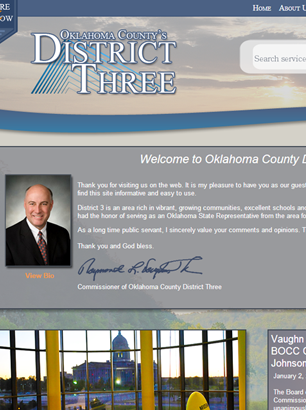 RE
OW
HOME ABOUT U
OKLAHOMA COUNTY'S
DISTRICT
THREE
Search service
Welcome to Oklahoma County D
Thank you for visiting us on the web. It is my pleasure to have you as our gues
find this site informative and easy to use.
District 3 is an area rich in vibrant, growing communities, excellent schools and
had the honor of serving as an Oklahoma State Representative from the area fo
As a long time public servant, I sincerely value your comments and opinions. T
Thank you and God bless.
Commissioner of Oklahoma County District Three
View Bio
Vaughn
BOCC C
Johnson
January 2,
The Board
Commissio